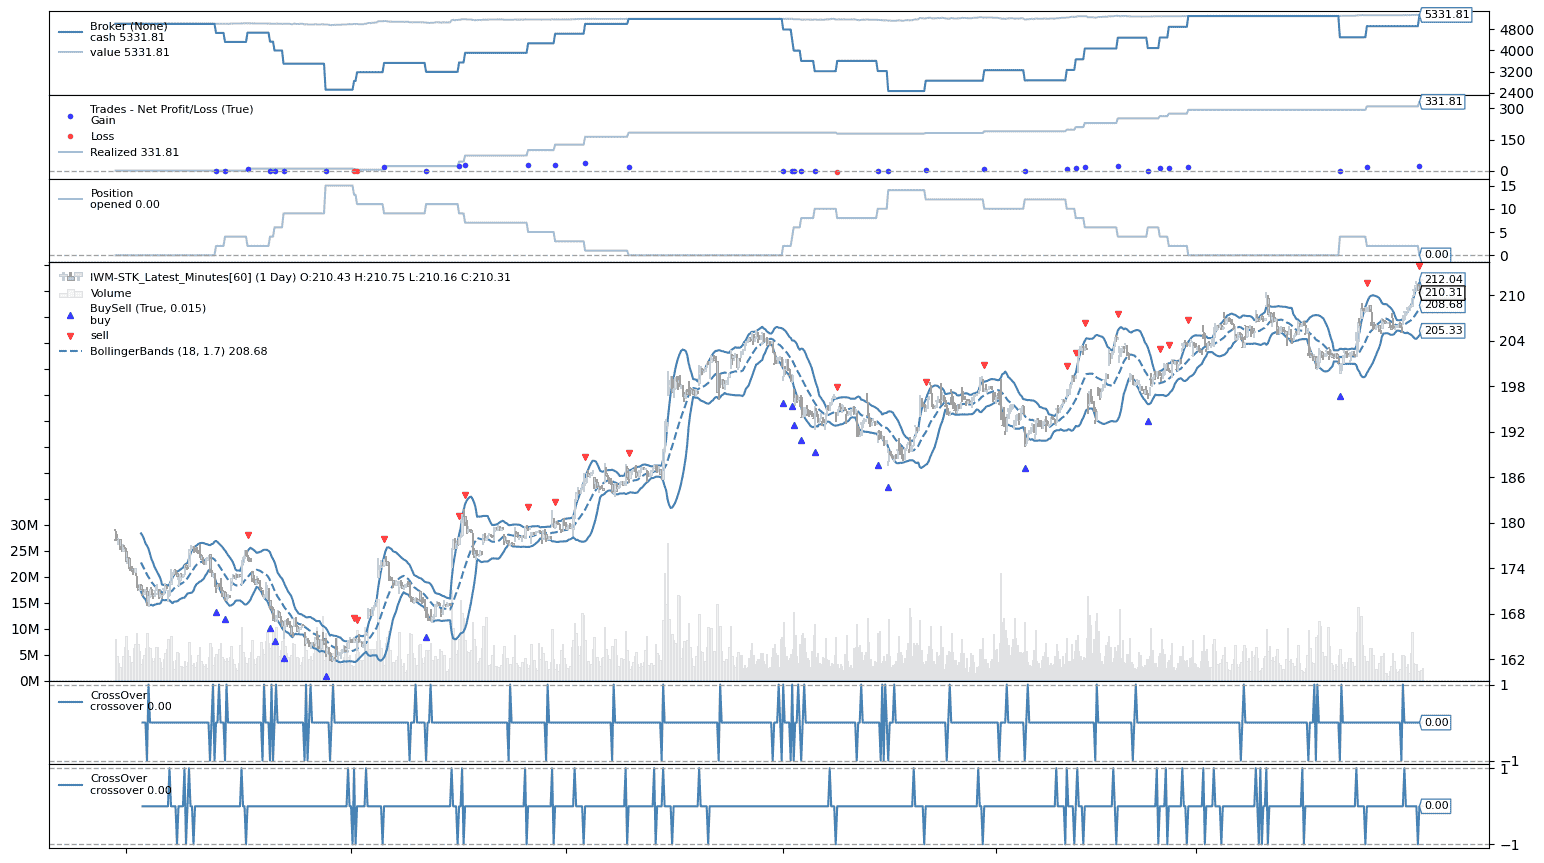 Broker (None)
cash 5331.81
value 5331.81
5331.81
4800
4000
3200
2400
Trades - Net Profit/Loss (True)
Gain
Loss
Realized 331.81
331.81
300
150
0
Position
opened 0.00
15
10
5
0
0.00
IWM-STK_Latest_Minutes[60] (1 Day) O:210.43 H:210.75 L:210.16 C:210.31
Volume
BuySell (True, 0.015)
buy
sell
BollingerBands (18, 1.7) 208.68
212.04
210.31
208.68
205.33
210
204
198
192
186
180
174
168
162
30M
25M
20M
15M
10M
5M
0M
CrossOver
crossover 0.00
1
0.00
−1
CrossOver
crossover 0.00
1
0.00
−1